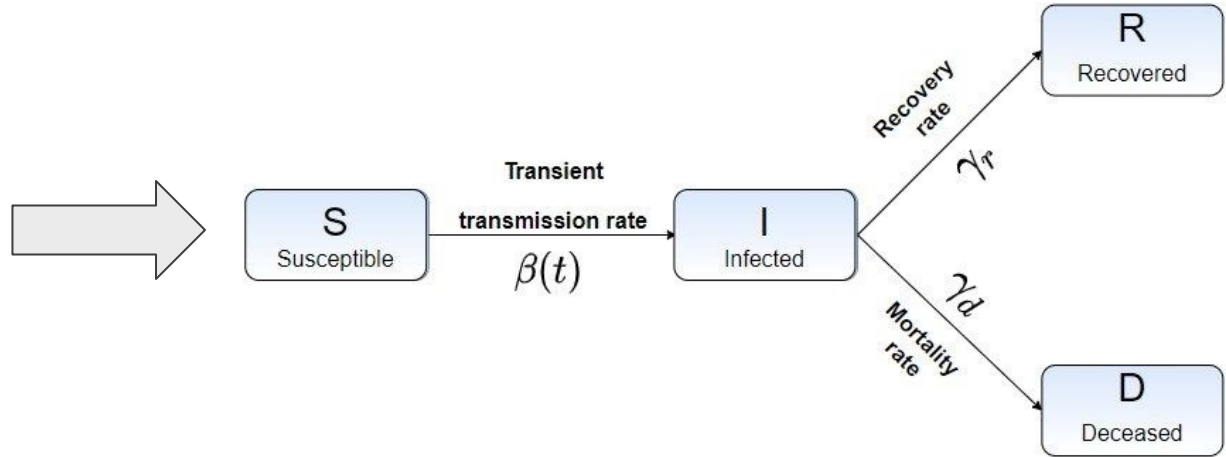 S
Susceptible
Transient
transmission rate
β(t)
I
Infected
Recovery
rate
γr
R
Recovered
γd
Mortality
rate
D
Deceased